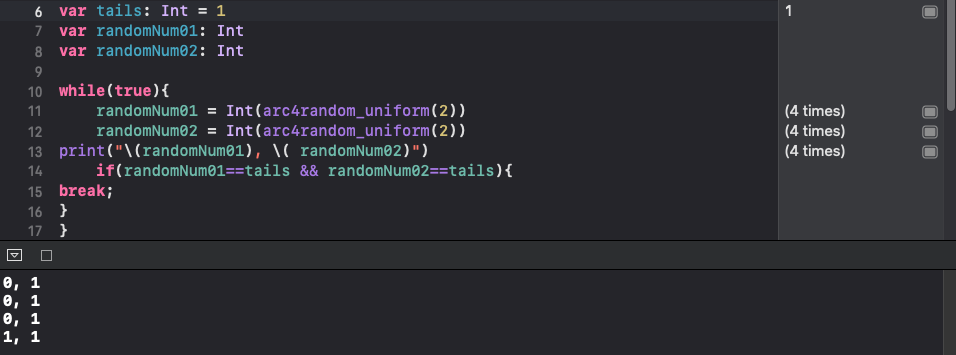 6 var tails: Int = 1 1
7 var randomNum01: Int
8 var randomNum02: Int
9
10 while(true){
11 randomNum01 = Int(arc4random_uniform(2)) (4 times)
12 randomNum02 = Int(arc4random_uniform(2)) (4 times)
13 print("\(randomNum01), \( randomNum02)") (4 times)
14 if(randomNum01==tails && randomNum02==tails){
15 break;
16 }
17 }
0, 1
0, 1
0, 1
1, 1